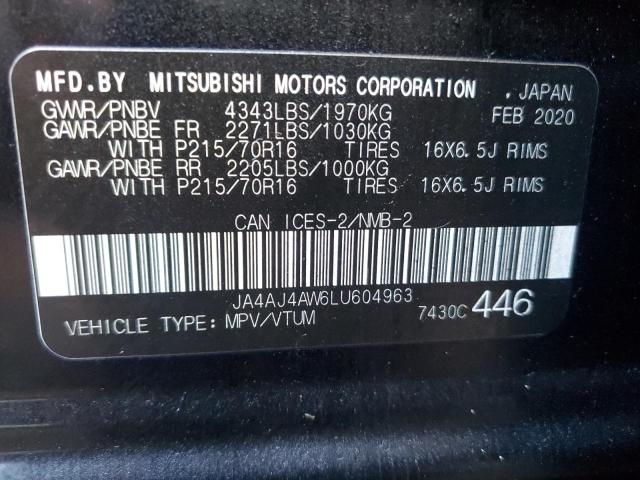 MFD.BY MITSUBISHI MOTORS CORPORATION , JAPAN
GVWR/PNBV 4343LBS/1970KG FEB 2020
GAWR/PNBE FR 2271LBS/1030KG
WITH P215/70R16 TIRES 16X6.5J RIMS
GAWR/PNBE RR 2205LBS/1000KG
WITH P215/70R16 TIRES 16X6.5J RIMS
CAN ICES-2/NMB-2
JA4AJ4AW6LU604963
VEHICLE TYPE: MPV/VTUM 7430C 446